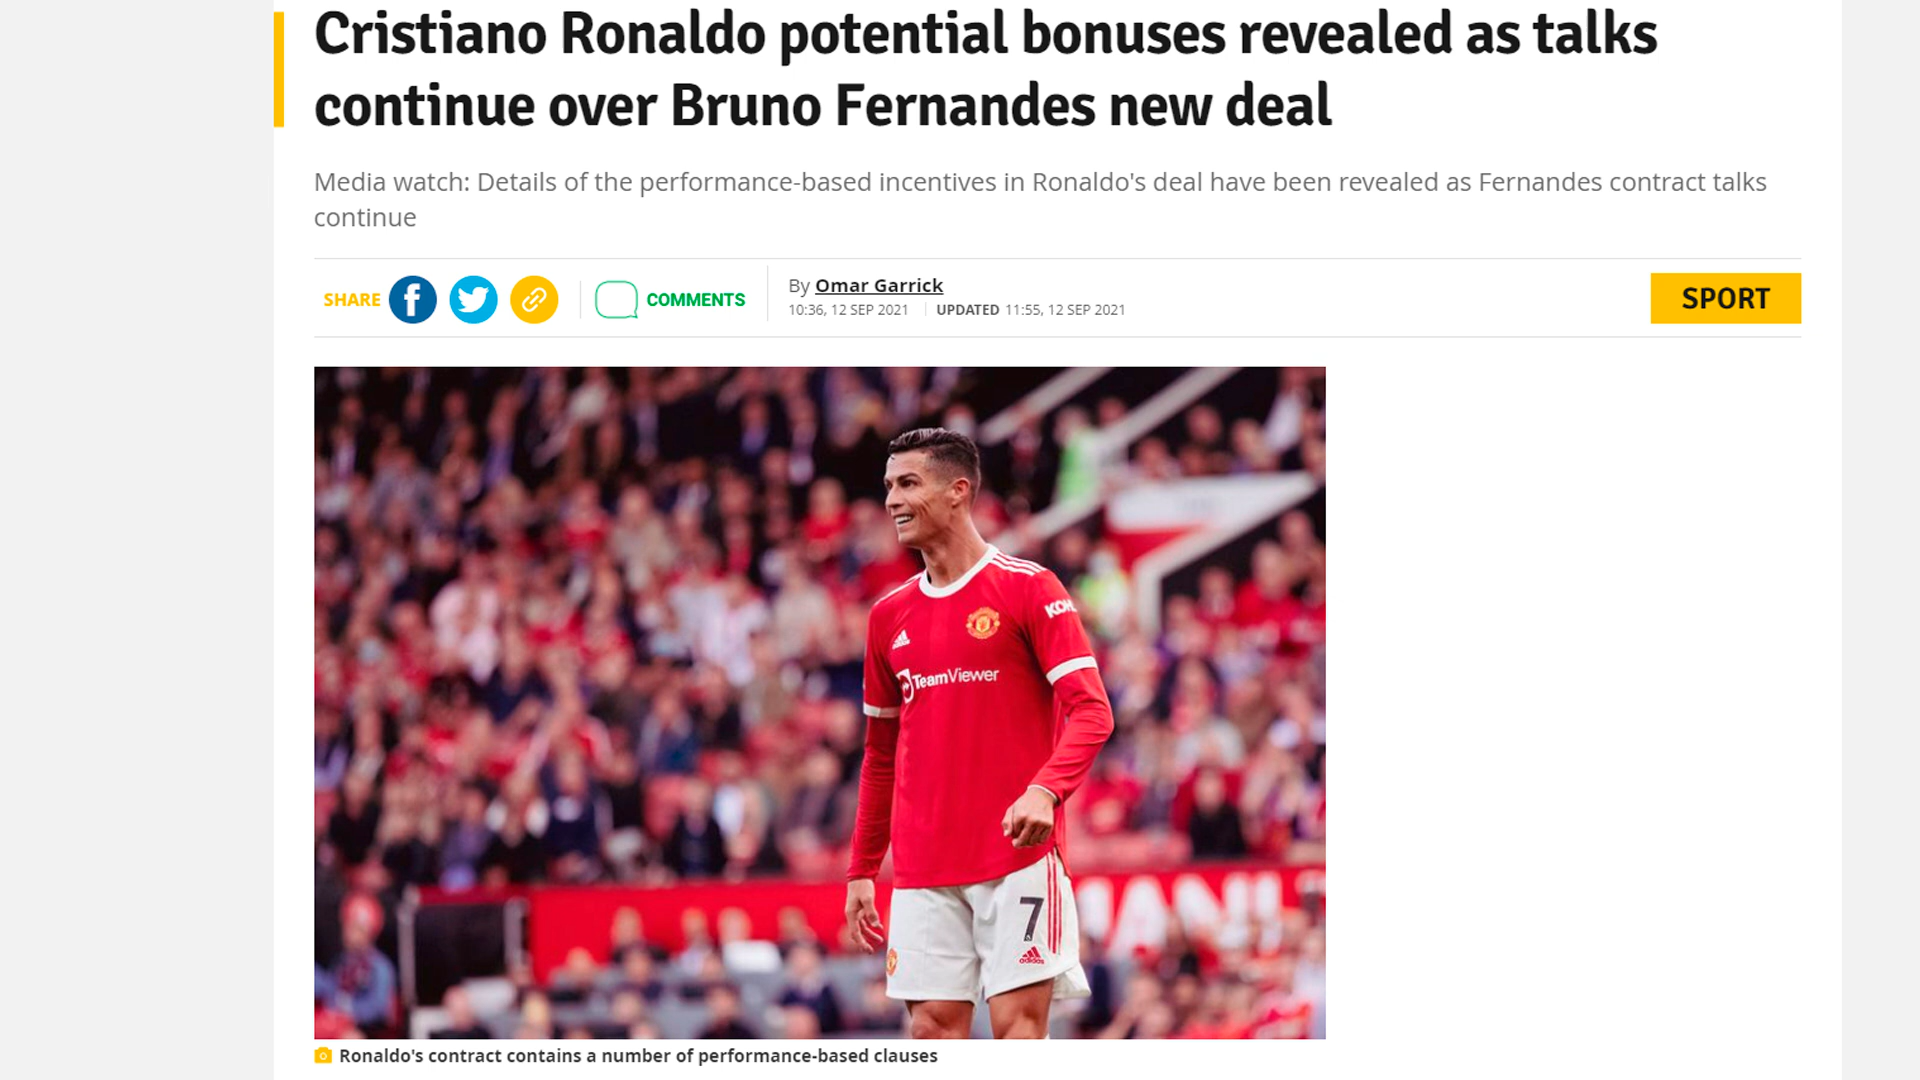 Cristiano Ronaldo potential bonuses revealed as talks
continue over Bruno Fernandes new deal
Media watch: Details of the performance-based incentives in Ronaldo's deal have been revealed as Fernandes contract talks
continue
SHARE
COMMENTS
By Omar Garrick
10:36, 12 SEP 2021 UPDATED 11:55, 12 SEP 2021
SPORT
TeamViewer
7
adidas
Ronaldo's contract contains a number of performance-based clauses